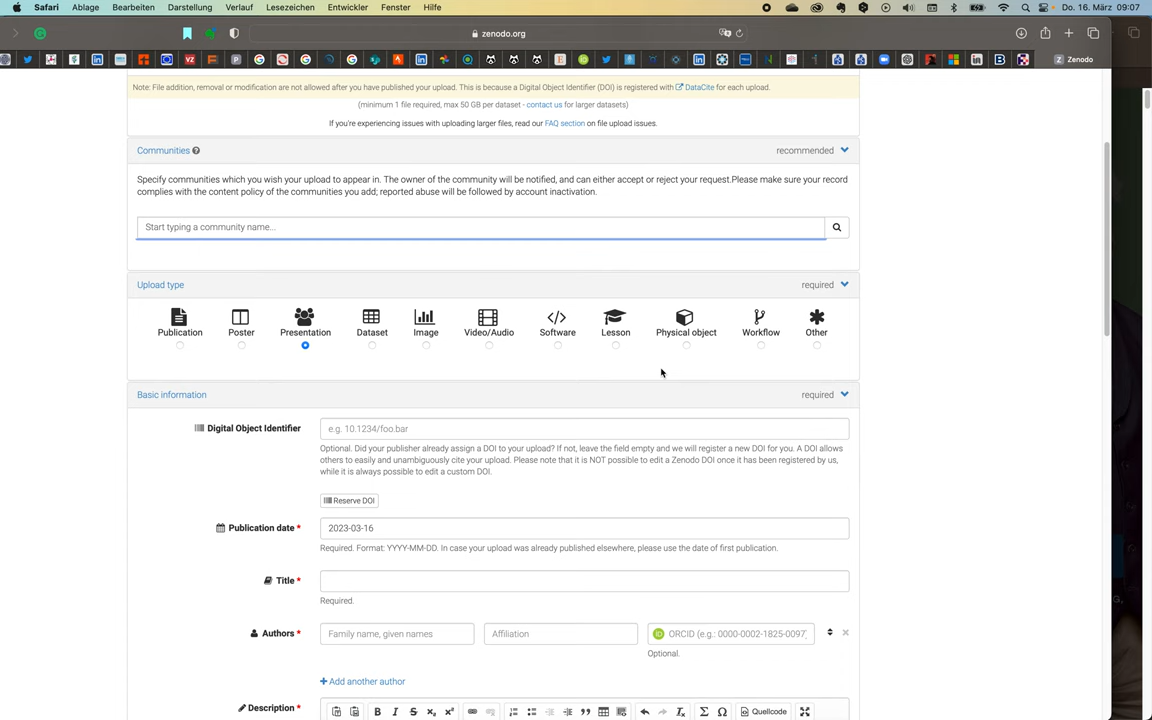 Safari Ablage Bearbeiten Darstellung Verlauf Lesezeichen Entwickler Fenster Hilfe Do. 16. März 09:07
zenodo.org
Zenodo
Note: File addition, removal or modification are not allowed after you have published your upload. This is because a Digital Object Identifier (DOI) is registered with DataCite for each upload.
(minimum 1 file required, max 50 GB per dataset - contact us for larger datasets)
If you're experiencing issues with uploading larger files, read our FAQ section on file upload issues.
Communities recommended
Specify communities which you wish your upload to appear in. The owner of the community will be notified, and can either accept or reject your request.Please make sure your record
complies with the content policy of the communities you add; reported abuse will be followed by account inactivation.
Start typing a community name...
Upload type required
Publication Poster Presentation Dataset Image Video/Audio Software Lesson Physical object Workflow Other
Basic information required
Digital Object Identifier e.g. 10.1234/foo.bar
Optional. Did your publisher already assign a DOI to your upload? If not, leave the field empty and we will register a new DOI for you. A DOI allows
others to easily and unambiguously cite your upload. Please note that it is NOT possible to edit a Zenodo DOI once it has been registered by us,
while it is always possible to edit a custom DOI.
Reserve DOI
Publication date * 2023-03-16
Required. Format: YYYY-MM-DD. In case your upload was already published elsewhere, please use the date of first publication.
Title *
Required.
Authors * Family name, given names Affiliation ORCID (e.g.: 0000-0002-1825-0097)
Optional.
+ Add another author
Description * B I S x₂ x² Σ Ω Quellcode